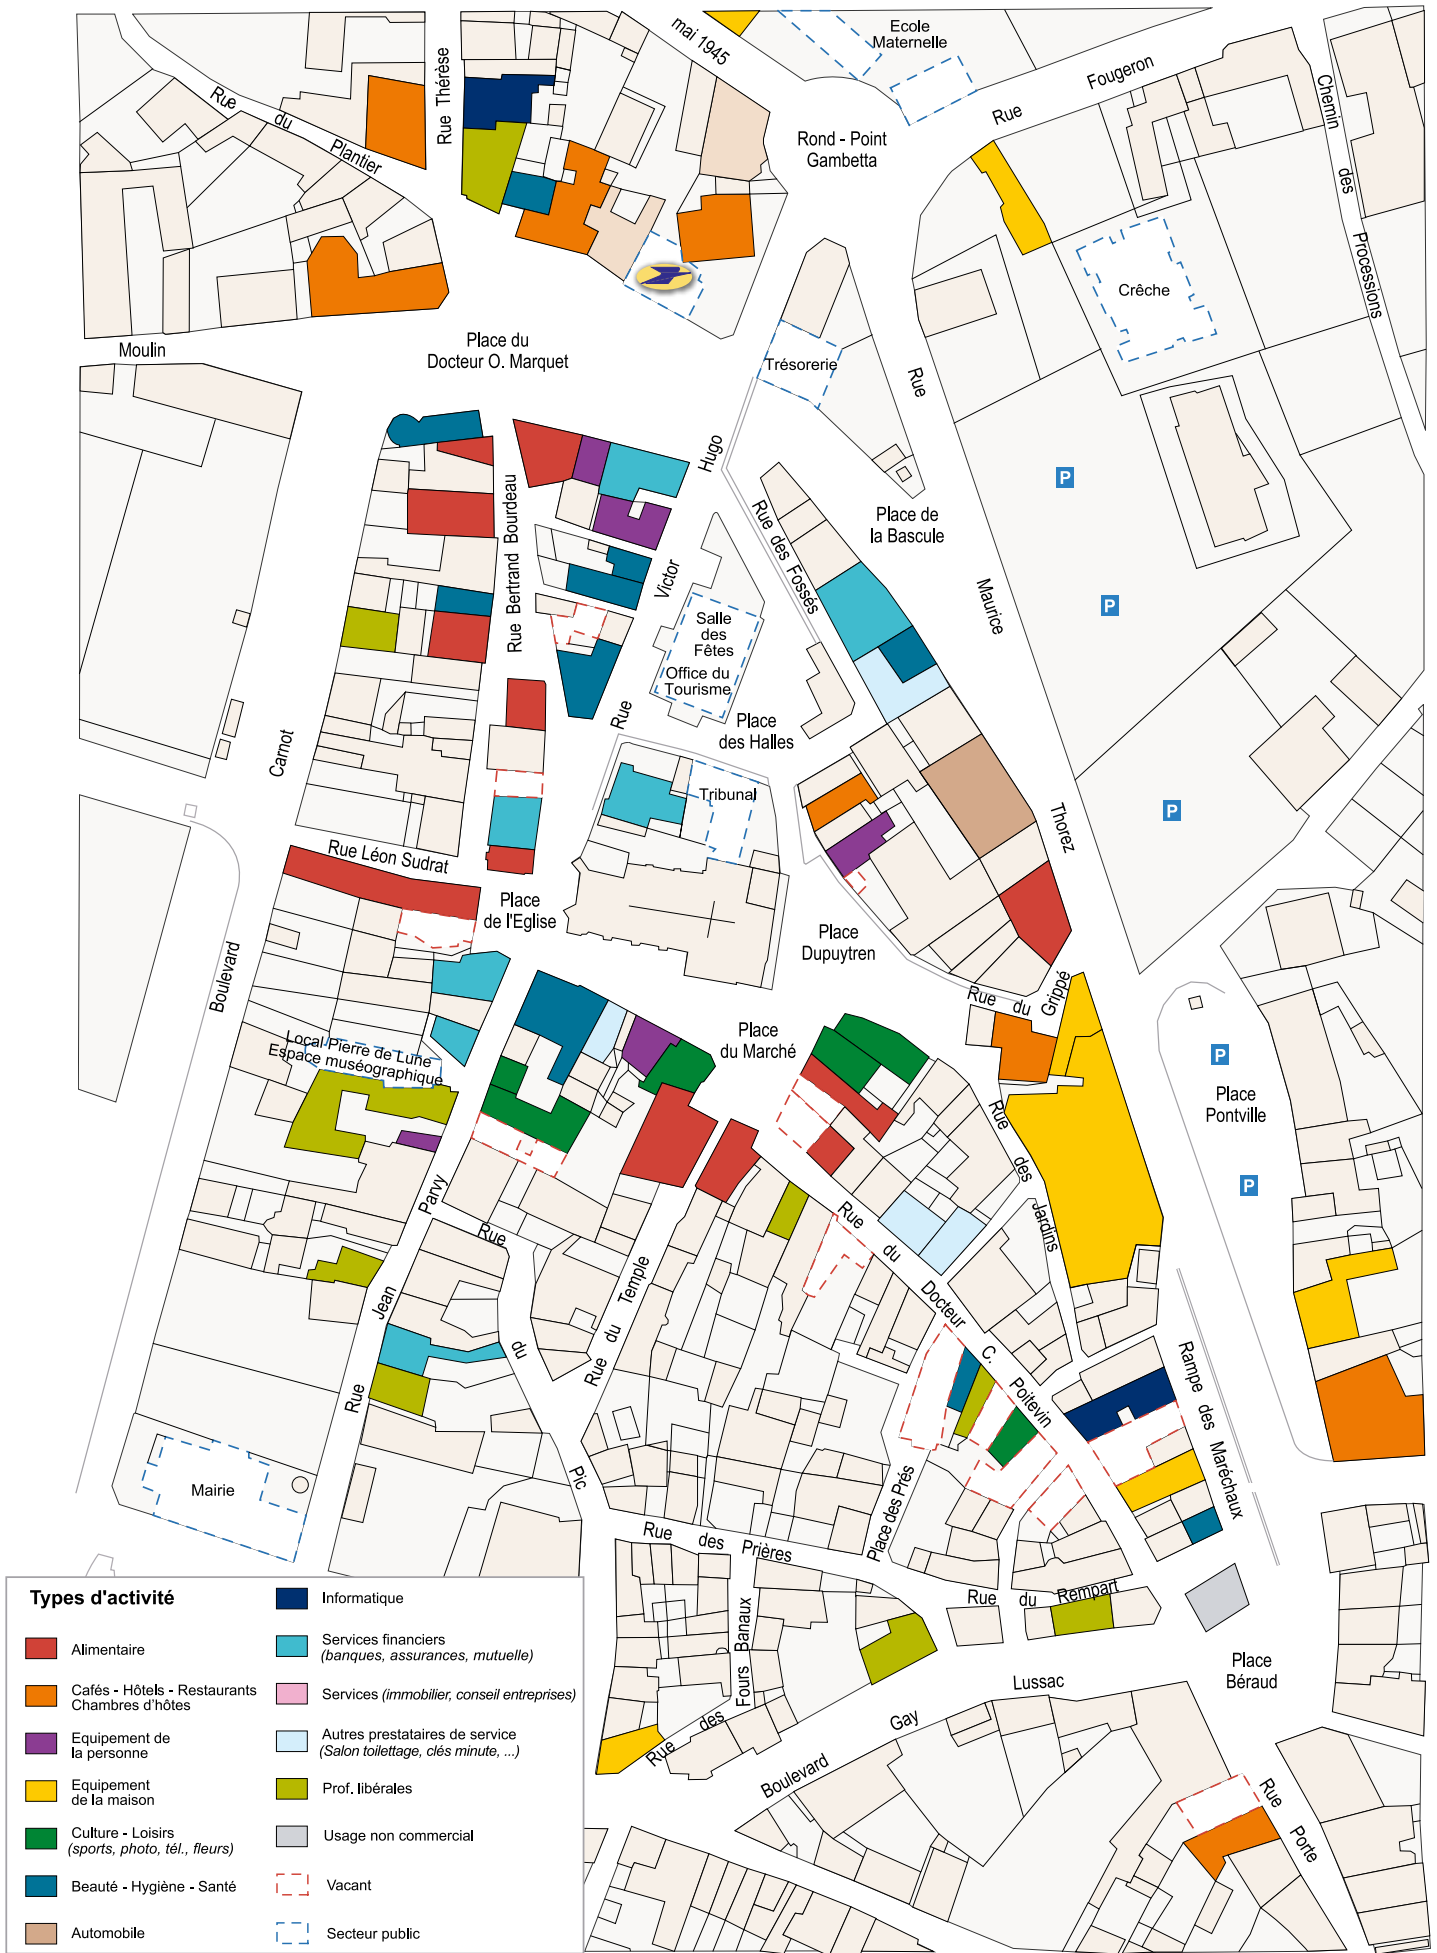 mai 1945
Ecole
Maternelle
Rue Fougeron
Chemin des Processions
Rue Thérèse
Rue du Plantier
Rond - Point
Gambetta
Crêche
Moulin
Place du
Docteur O. Marquet
Trésorerie
Rue Maurice Thorez
Rue Victor Hugo
P
Place de
la Bascule
Rue des Fossés
Rue Bertrand Bourdeau
P
Salle
des
Fêtes
Office du
Tourisme
Place
des Halles
Boulevard Carnot
Tribunal
P
Rue Léon Sudrat
Place
de l'Eglise
Place
Dupuytren
Rue du Grippé
Place
du Marché
Local Pierre de Lune
Espace muséographique
P
Place
Pontville
P
Rue des Jardins
Rue Jean Parvy
Rue du Pic
Rue du Temple
Rue du Docteur C. Poitevin
Rampe des Maréchaux
Mairie
Place des Prés
Rue des Prières
Rue du Rempart
Rue des Fours Banaux
Place
Béraud
Boulevard Gay Lussac
Rue Porte
Types d'activité
Alimentaire
Cafés - Hôtels - Restaurants
Chambres d'hôtes
Equipement de
la personne
Equipement
de la maison
Culture - Loisirs
(sports, photo, tél., fleurs)
Beauté - Hygiène - Santé
Automobile
Informatique
Services financiers
(banques, assurances, mutuelle)
Services (immobilier, conseil entreprises)
Autres prestataires de service
(Salon toilettage, clés minute, ...)
Prof. libérales
Usage non commercial
Vacant
Secteur public